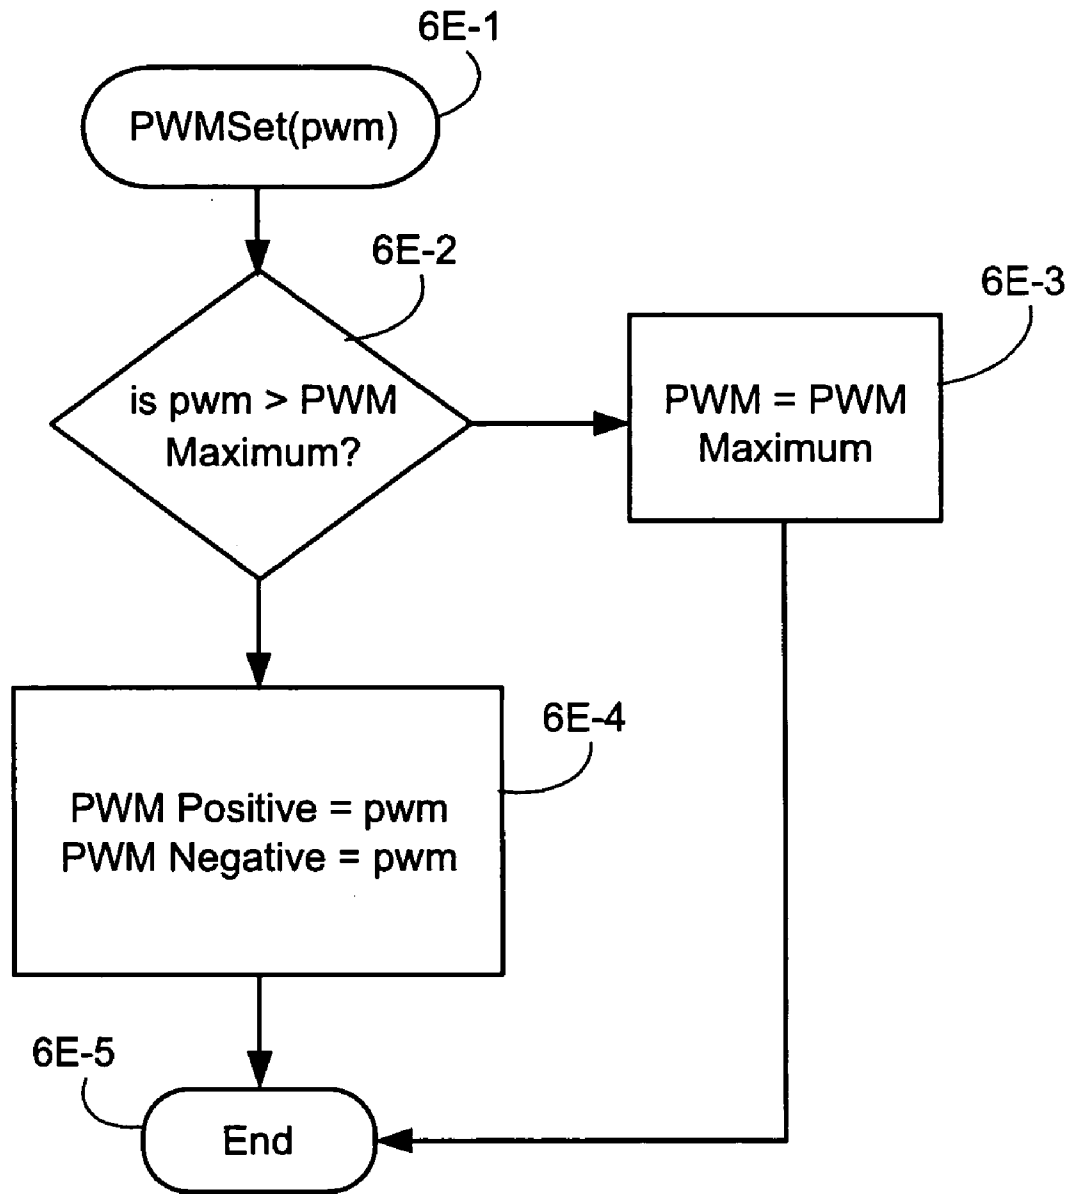 6E-1
PWMSet(pwm)
6E-2
is pwm > PWM
Maximum?
6E-3
PWM = PWM
Maximum
6E-4
PWM Positive = pwm
PWM Negative = pwm
6E-5
End